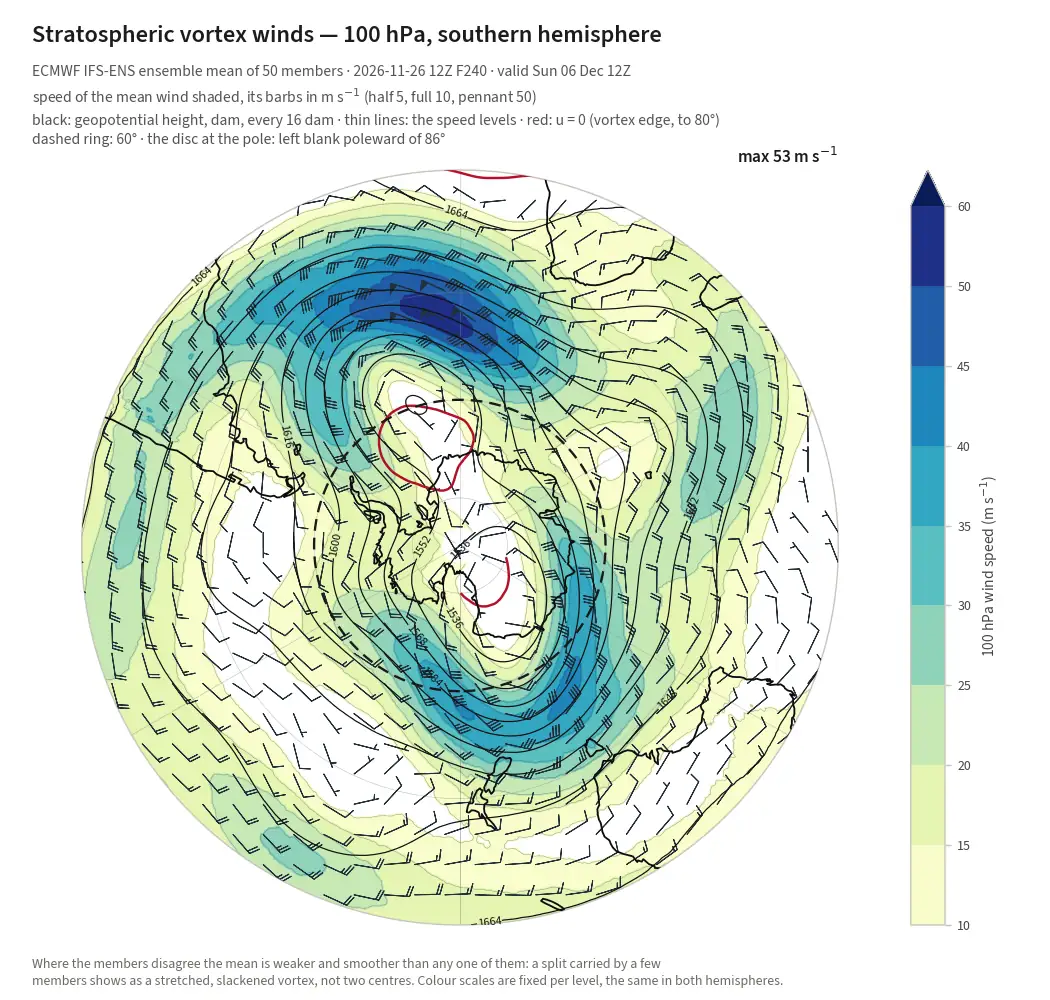 Stratospheric vortex winds — 100 hPa, southern hemisphere
ECMWF IFS-ENS ensemble mean of 50 members · 2026-11-26 12Z F240 · valid Sun 06 Dec 12Z
speed of the mean wind shaded, its barbs in m s⁻¹ (half 5, full 10, pennant 50)
black: geopotential height, dam, every 16 dam · thin lines: the speed levels · red: u = 0 (vortex edge, to 80°)
dashed ring: 60° · the disc at the pole: left blank poleward of 86°
max 53 m s⁻¹
1664
1664
1616
1632
1600
1552
1536
1536
1568
1584
1648
1664
60
50
45
40
35
30
25
20
15
10
100 hPa wind speed (m s⁻¹)
Where the members disagree the mean is weaker and smoother than any one of them: a split carried by a few
members shows as a stretched, slackened vortex, not two centres. Colour scales are fixed per level, the same in both hemispheres.